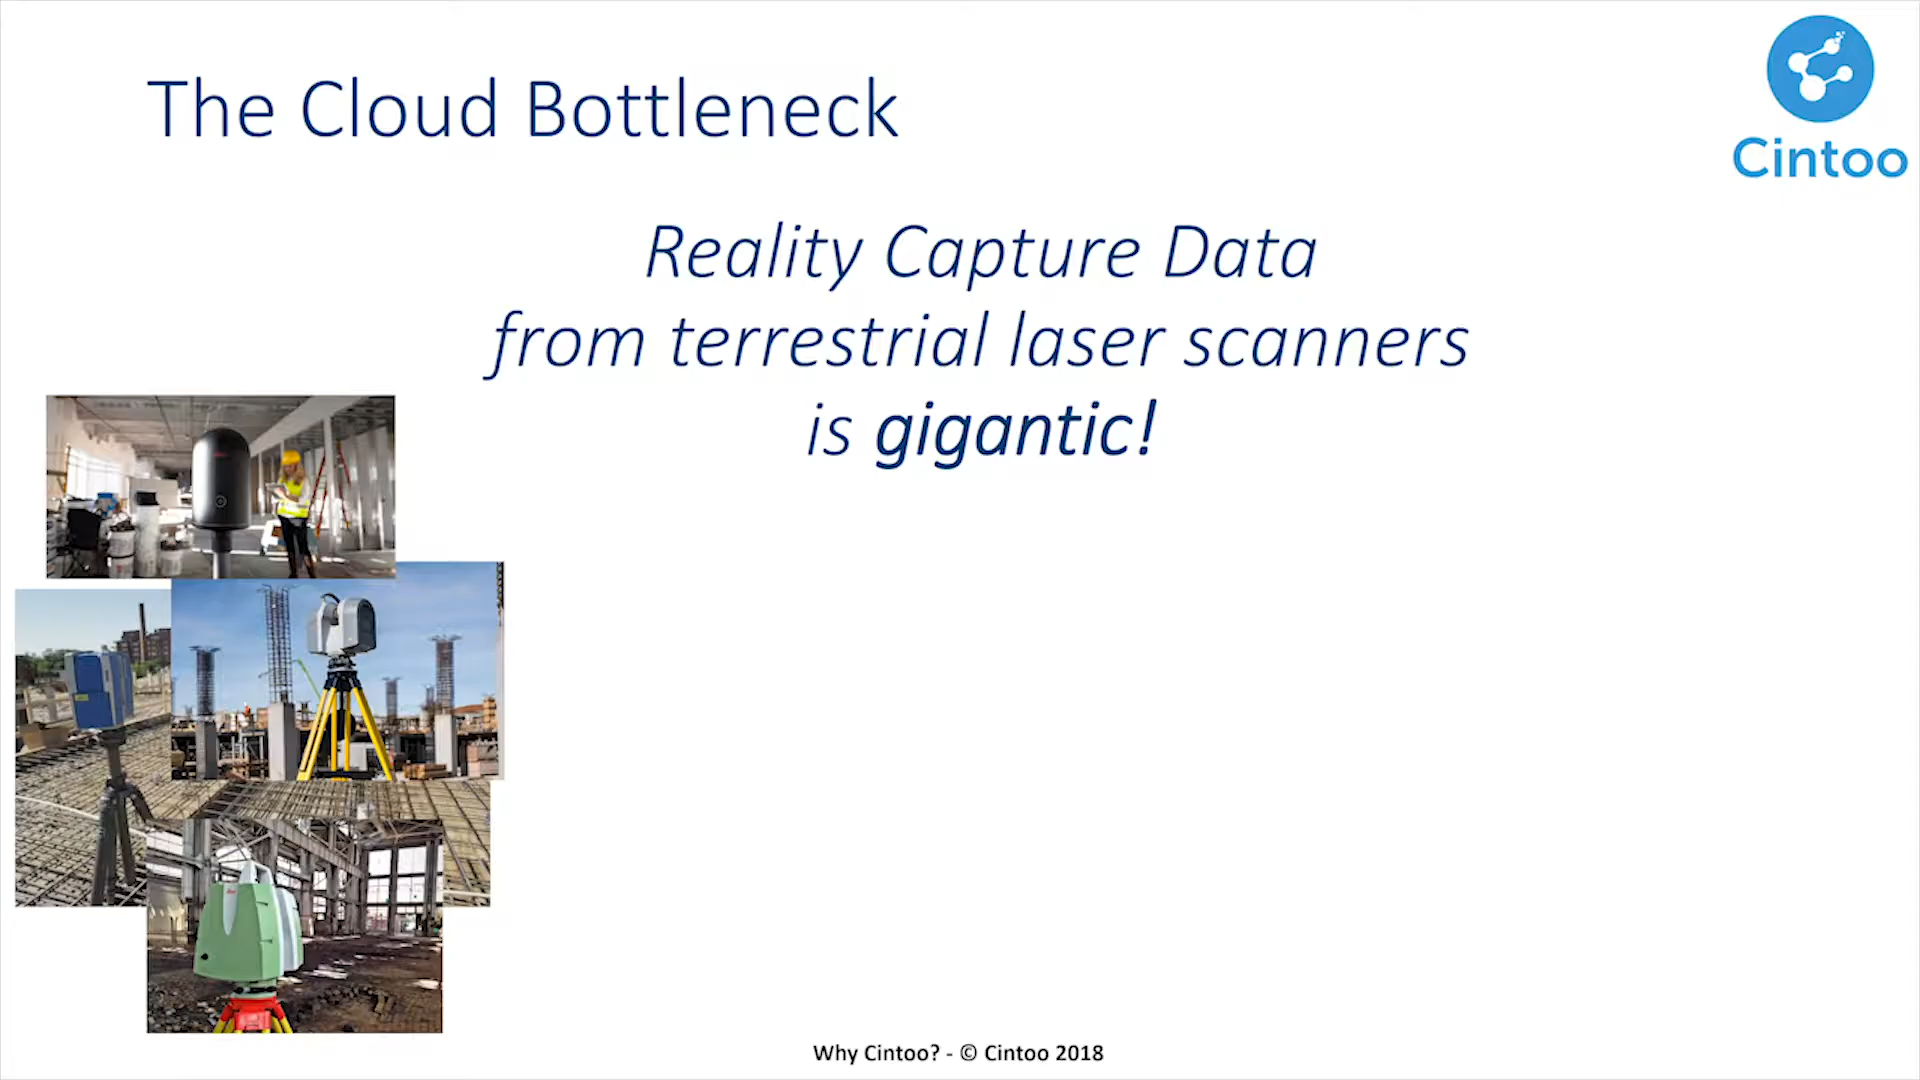 The Cloud Bottleneck
Cintoo
Reality Capture Data
from terrestrial laser scanners
is gigantic!
Why Cintoo? - © Cintoo 2018